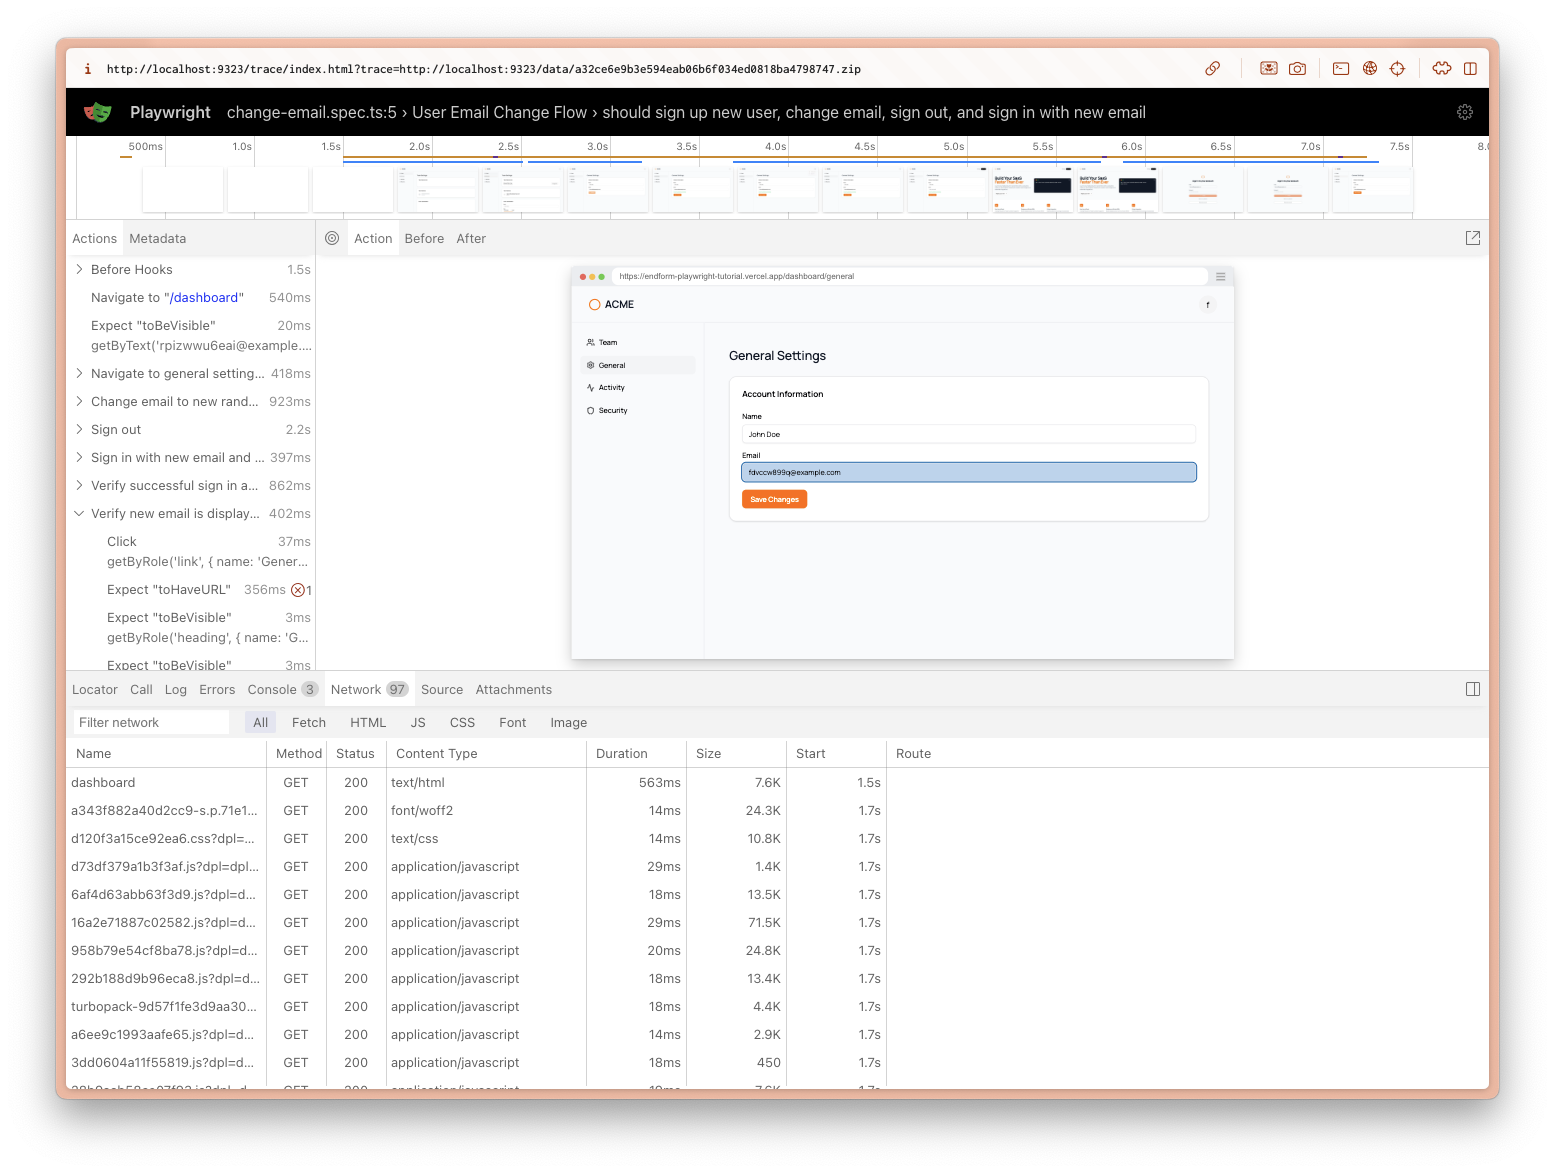 http://localhost:9323/trace/index.html?trace=http://localhost:9323/data/a32ce6e9b3e594eab06b6f034ed0818ba4798747.zip
Playwright change-email.spec.ts:5 › User Email Change Flow › should sign up new user, change email, sign out, and sign in with new email
500ms 1.0s 1.5s 2.0s 2.5s 3.0s 3.5s 4.0s 4.5s 5.0s 5.5s 6.0s 6.5s 7.0s 7.5s 8.0
Actions Metadata
Action Before After
Before Hooks 1.5s
Navigate to "/dashboard" 540ms
Expect "toBeVisible" 20ms
getByText('rpizwwu6eai@example....
Navigate to general setting... 418ms
Change email to new rand... 923ms
Sign out 2.2s
Sign in with new email and ... 397ms
Verify successful sign in a... 862ms
Verify new email is display... 402ms
Click 37ms
getByRole('link', { name: 'Gener...
Expect "toHaveURL" 356ms 1
Expect "toBeVisible" 3ms
getByRole('heading', { name: 'G...
Expect "toBeVisible" 3ms
https://endform-playwright-tutorial.vercel.app/dashboard/general
ACME f
Team
General
Activity
Security
General Settings
Account Information
Name
John Doe
Email
fdvccw899q@example.com
Save Changes
Locator Call Log Errors Console 3 Network 97 Source Attachments
Filter network All Fetch HTML JS CSS Font Image
Name Method Status Content Type Duration Size Start Route
dashboard GET 200 text/html 563ms 7.6K 1.5s
a343f882a40d2cc9-s.p.71e1... GET 200 font/woff2 14ms 24.3K 1.7s
d120f3a15ce92ea6.css?dpl=... GET 200 text/css 14ms 10.8K 1.7s
d73df379a1b3f3af.js?dpl=dpl... GET 200 application/javascript 29ms 1.4K 1.7s
6af4d63abb63f3d9.js?dpl=d... GET 200 application/javascript 18ms 13.5K 1.7s
16a2e71887c02582.js?dpl=d... GET 200 application/javascript 29ms 71.5K 1.7s
958b79e54cf8ba78.js?dpl=d... GET 200 application/javascript 20ms 24.8K 1.7s
292b188d9b96eca8.js?dpl=d... GET 200 application/javascript 18ms 13.4K 1.7s
turbopack-9d57f1fe3d9aa30... GET 200 application/javascript 18ms 4.4K 1.7s
a6ee9c1993aafe65.js?dpl=d... GET 200 application/javascript 14ms 2.9K 1.7s
3dd0604a11f55819.js?dpl=d... GET 200 application/javascript 18ms 450 1.7s